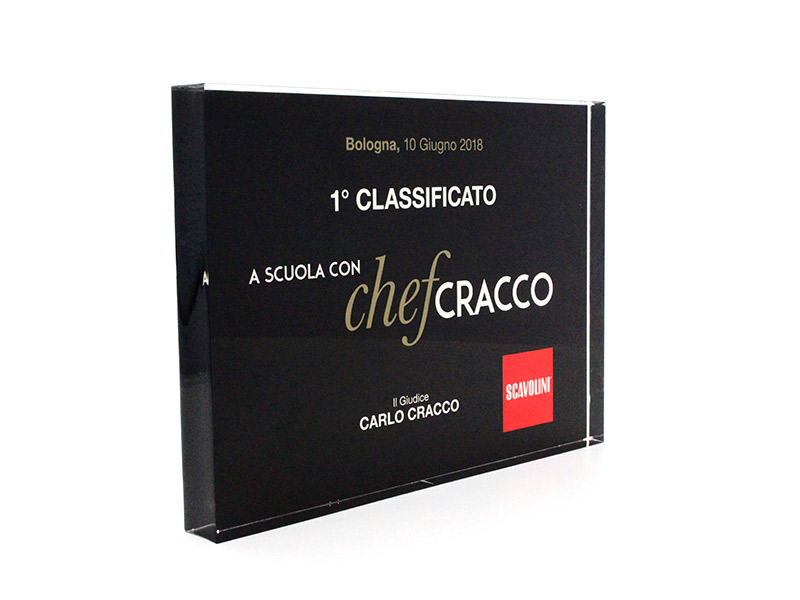 Bologna, 10 Giugno 2018
1° CLASSIFICATO
A SCUOLA CON
chef CRACCO
Il Giudice
CARLO CRACCO
SCAVOLINI